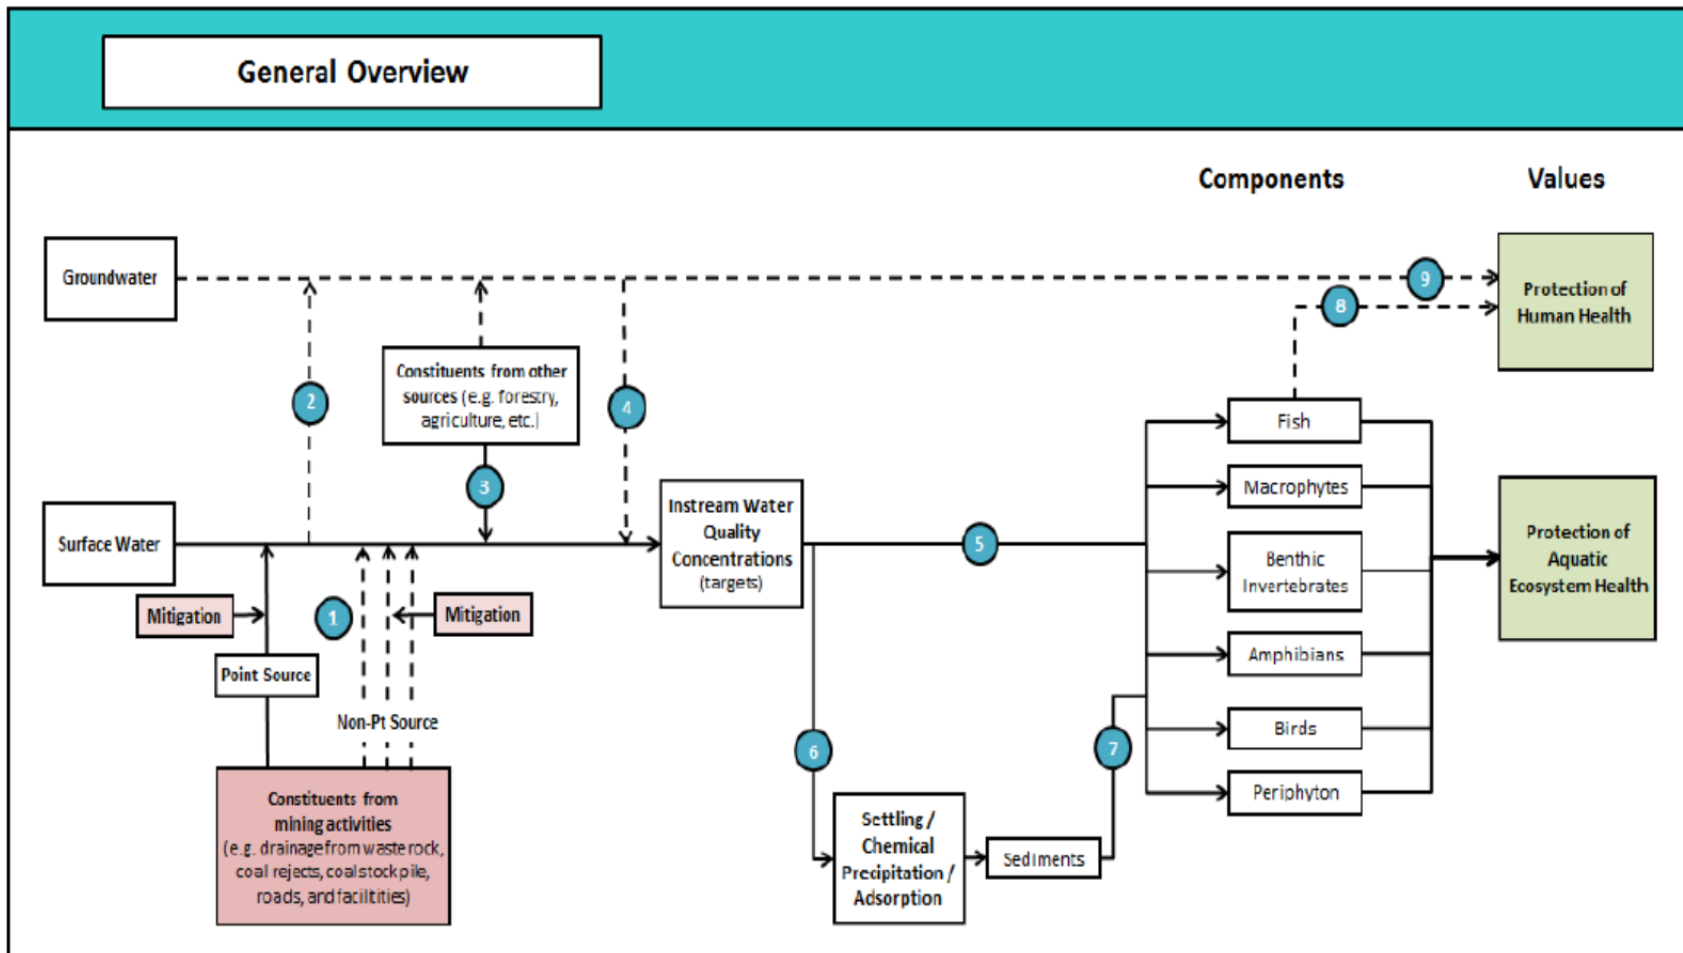 General Overview
Components
Values
Groundwater
Protection of
Human Health
9
8
Constituents from other
sources (e.g. forestry,
agriculture, etc.)
2
4
3
Fish
Macrophytes
Benthic
Invertebrates
Amphibians
Birds
Periphyton
Surface Water
Instream Water
Quality
Concentrations
(targets)
5
Protection of
Aquatic
Ecosystem Health
Mitigation
1
Mitigation
Point Source
Non-Pt Source
6
7
Constituents from
mining activities
(e.g. drainage from waste rock,
coal rejects, coal stock pile,
roads, and faciltities)
Settling /
Chemical
Precipitation /
Adsorption
Sediments